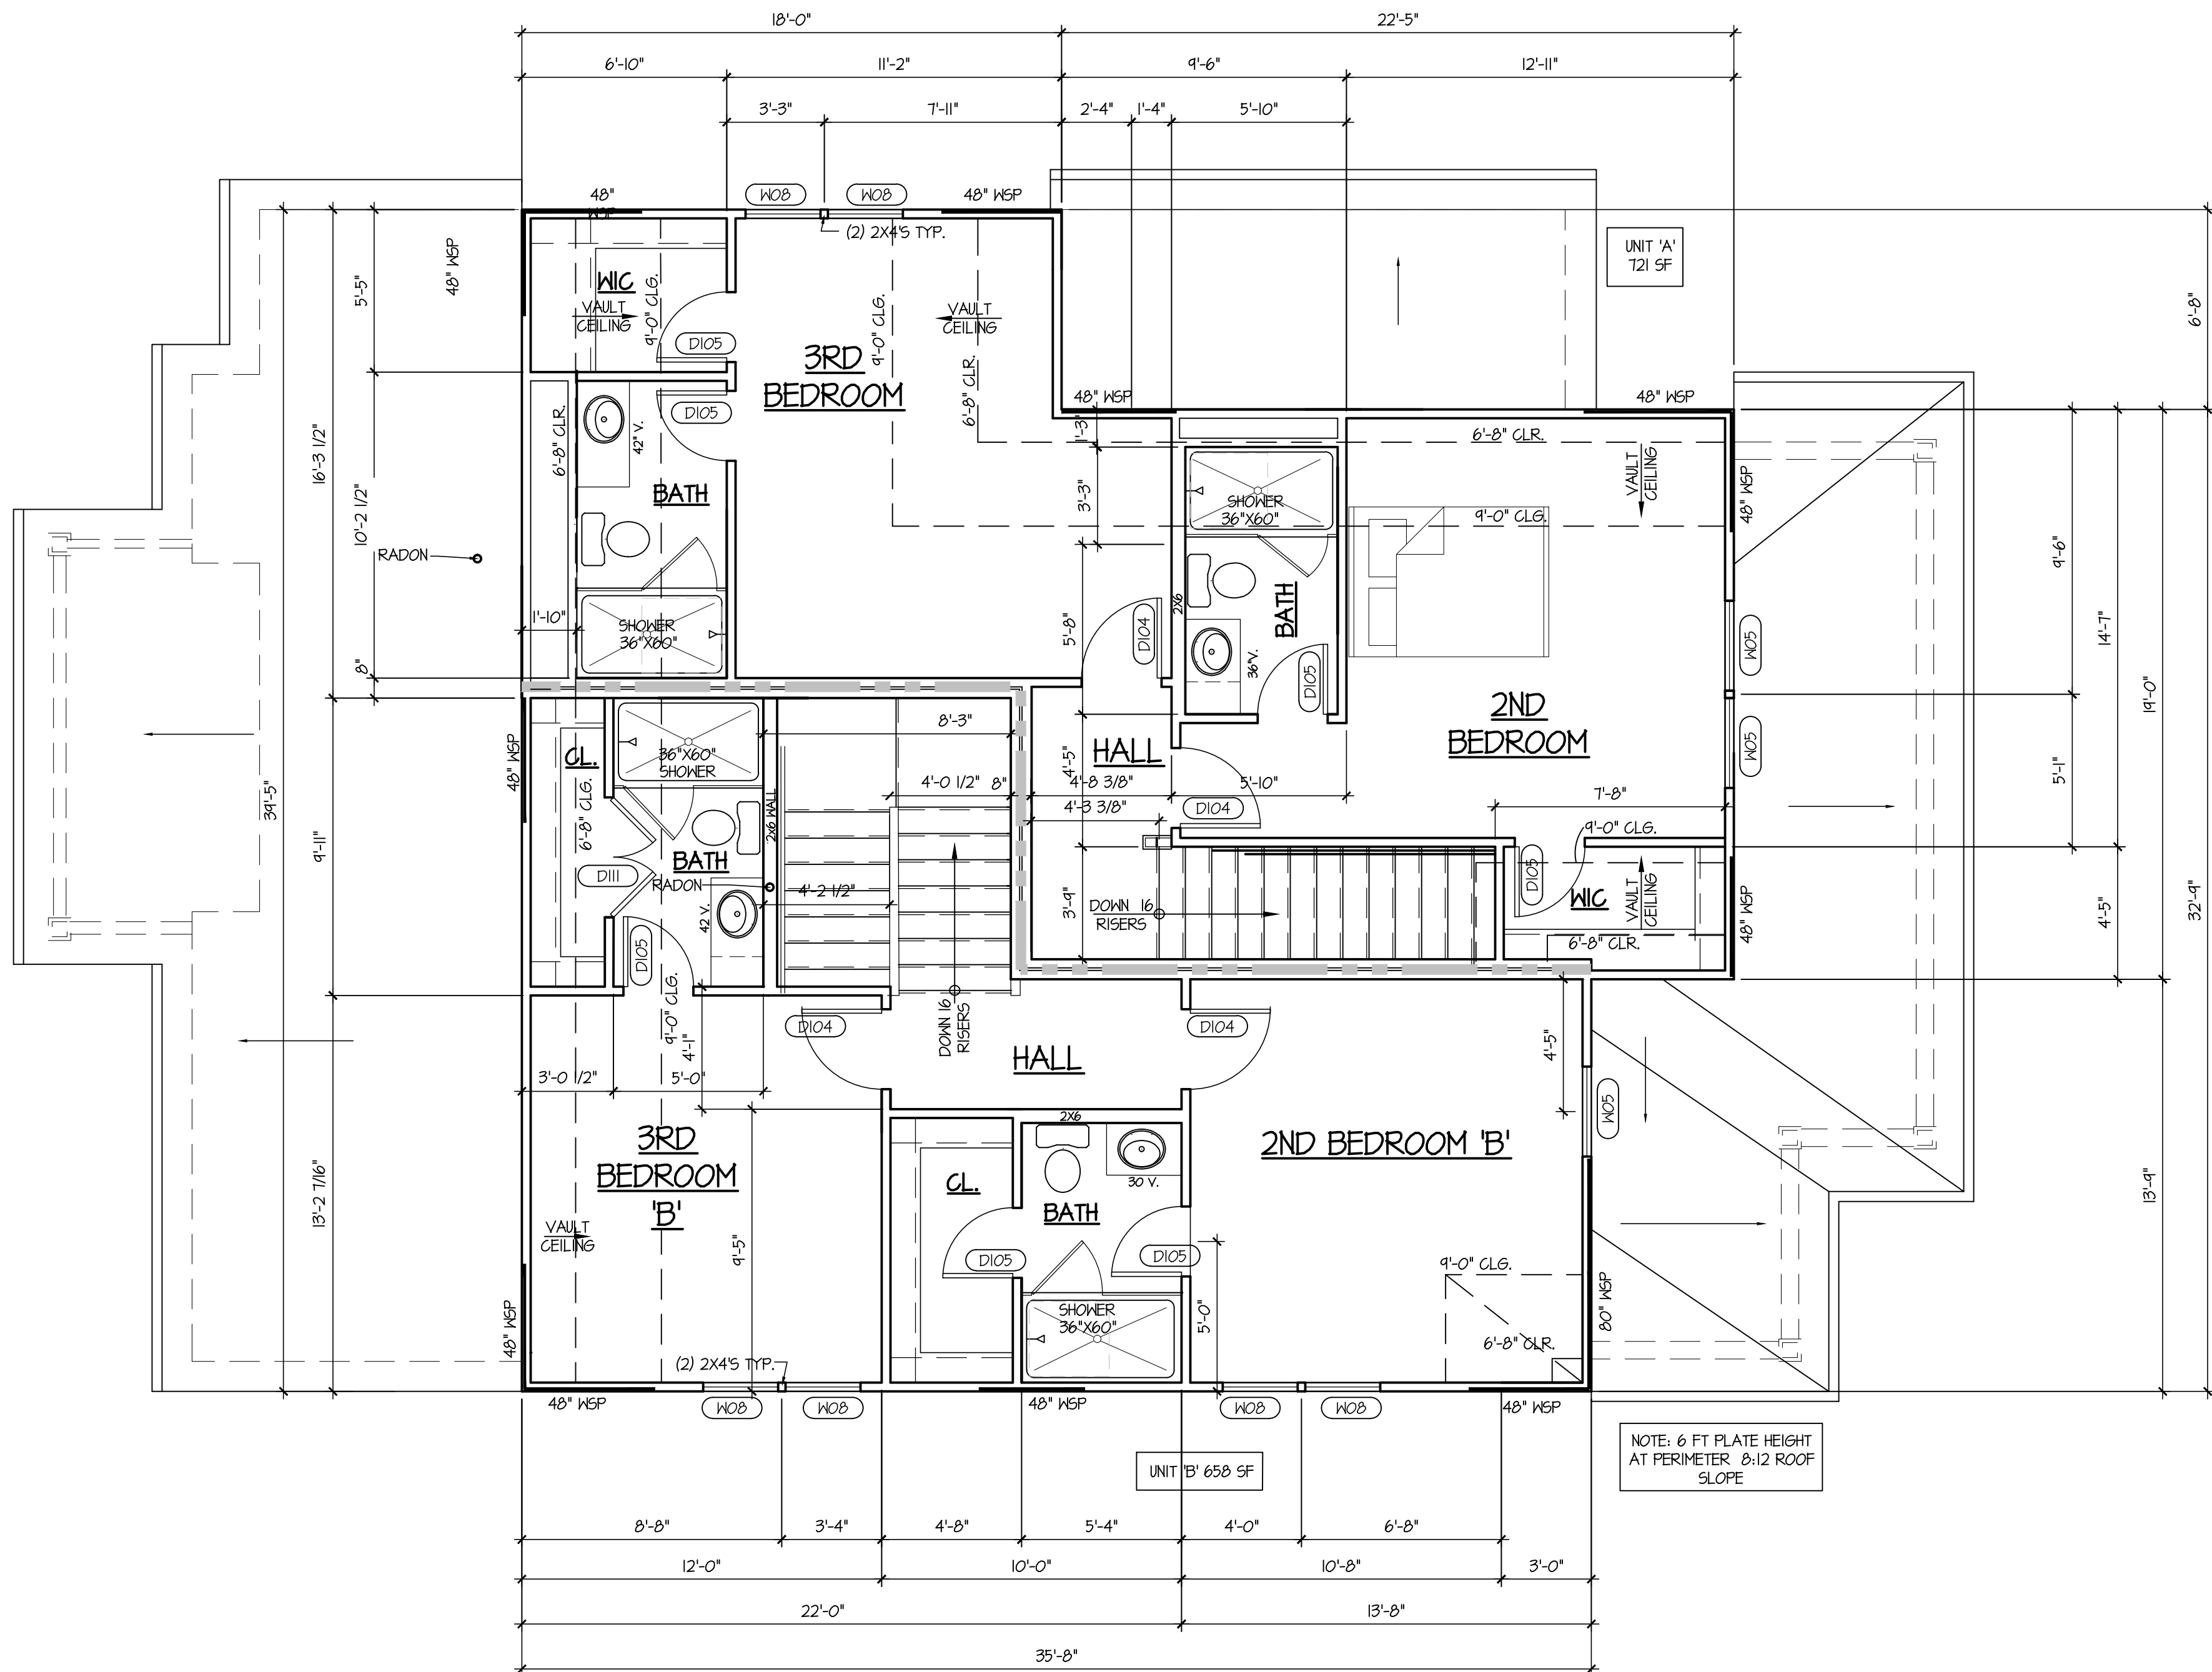 18'-0"
22'-5"
6'-10"
11'-2"
9'-6"
12'-11"
3'-3"
7'-11"
2'-4"
1'-4"
5'-10"
48"
WSP
W08
W08
48" WSP
(2) 2X4'S TYP.
UNIT 'A'
721 SF
48" WSP
5'-5"
WIC
VAULT
CEILING
9'-0" CLG.
9'-0" CLG.
VAULT
CEILING
6'-8"
D105
3RD
BEDROOM
6'-8" CLR.
48" WSP
48" WSP
D105
6'-8" CLR.
42" V.
1'-3"
6'-8" CLR.
VAULT
CEILING
48" WSP
16'-3 1/2"
10'-2 1/2"
BATH
3'-3"
SHOWER
36"X60"
9'-0" CLG.
RADON
9'-6"
1'-10"
SHOWER
36"X60"
5'-8"
D104
2X6
BATH
36"V.
D105
W05
14'-7"
8"
19'-0"
8'-3"
2ND
BEDROOM
HALL
4'-5"
W05
48" WSP
CL.
36"X60"
SHOWER
39'-5"
6'-8" CLG.
2x6 WALL
4'-0 1/2"
8"
4'-8 3/8"
5'-10"
5'-1"
4'-3 3/8"
D104
7'-8"
9'-0" CLG.
9'-11"
BATH
D111
RADON
4'-2 1/2"
42 V.
D105
3'-9"
DOWN 16
RISERS
D105
WIC
VAULT
CEILING
6'-8" CLR.
48" WSP
4'-5"
32'-9"
9'-0" CLG.
4'-1"
D104
DOWN 16
RISERS
D104
HALL
4'-5"
3'-0 1/2"
5'-0"
W05
2X6
3RD
BEDROOM
'B'
2ND BEDROOM 'B'
30 V.
CL.
BATH
13'-2 7/16"
13'-9"
VAULT
CEILING
9'-5"
D105
D105
9'-0" CLG.
48" WSP
SHOWER
36"X60"
5'-0"
80" WSP
6'-8" CLR.
(2) 2X4'S TYP.
48" WSP
W08
W08
48" WSP
W08
W08
48" WSP
NOTE: 6 FT PLATE HEIGHT
AT PERIMETER 8:12 ROOF
SLOPE
UNIT 'B' 658 SF
8'-8"
3'-4"
4'-8"
5'-4"
4'-0"
6'-8"
12'-0"
10'-0"
10'-8"
3'-0"
22'-0"
13'-8"
35'-8"